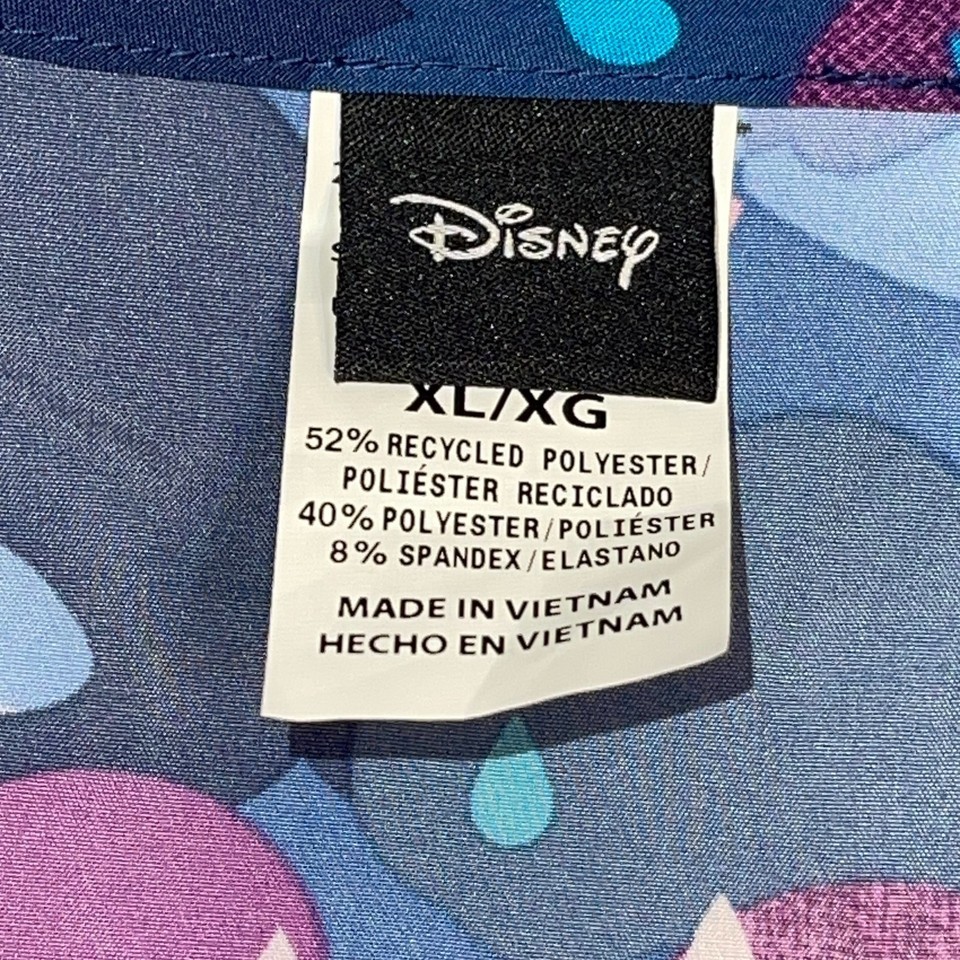 Disney
XL/XG
52% RECYCLED POLYESTER/
POLIÉSTER RECICLADO
40% POLYESTER/POLIÉSTER
8% SPANDEX/ELASTANO
MADE IN VIETNAM
HECHO EN VIETNAM